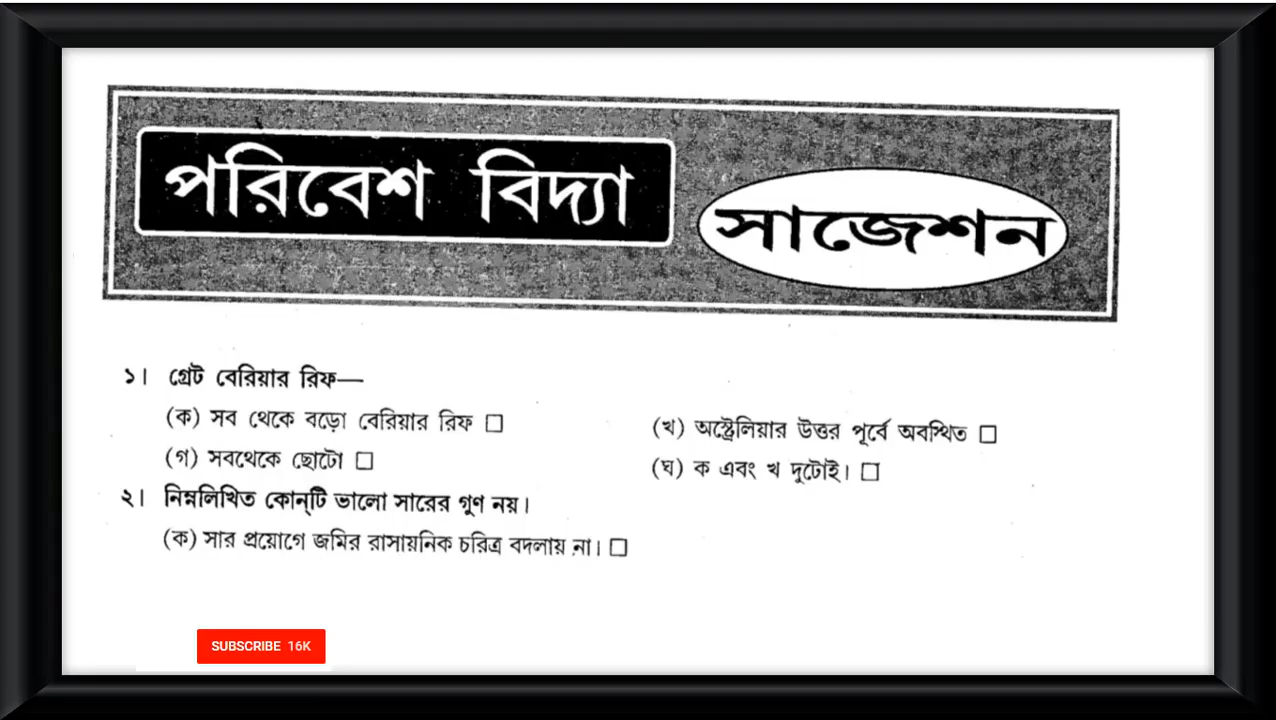 পরিবেশ বিদ্যা সাজেশন
১। গ্রেট বেরিয়ার রিফ—
(ক) সব থেকে বড়ো বেরিয়ার রিফ □ (খ) অস্ট্রেলিয়ার উত্তর পূর্বে অবস্থিত □
(গ) সবথেকে ছোটো □ (ঘ) ক এবং খ দুটোই। □
২। নিম্নলিখিত কোন্‌টি ভালো সারের গুণ নয়।
(ক) সার প্রয়োগে জমির রাসায়নিক চরিত্র বদলায় না। □
SUBSCRIBE 16K